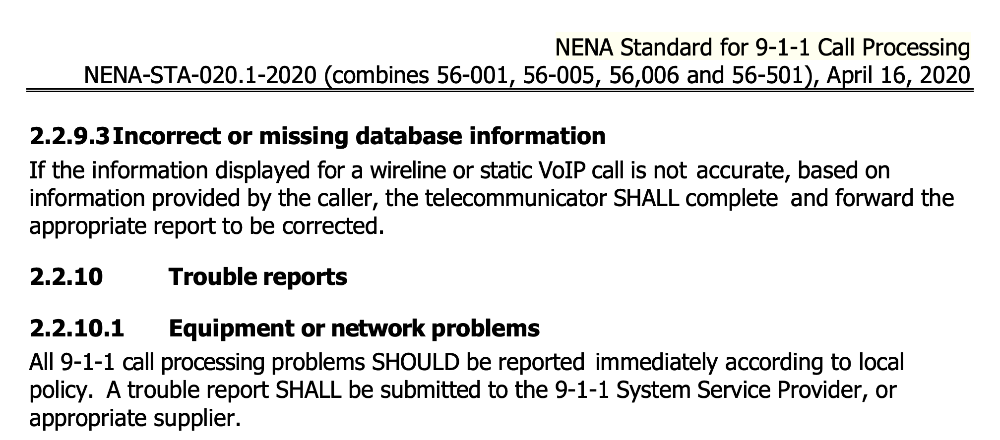 NENA Standard for 9-1-1 Call Processing
NENA-STA-020.1-2020 (combines 56-001, 56-005, 56,006 and 56-501), April 16, 2020
2.2.9.3 Incorrect or missing database information
If the information displayed for a wireline or static VoIP call is not accurate, based on
information provided by the caller, the telecommunicator SHALL complete and forward the
appropriate report to be corrected.
2.2.10 Trouble reports
2.2.10.1 Equipment or network problems
All 9-1-1 call processing problems SHOULD be reported immediately according to local
policy. A trouble report SHALL be submitted to the 9-1-1 System Service Provider, or
appropriate supplier.